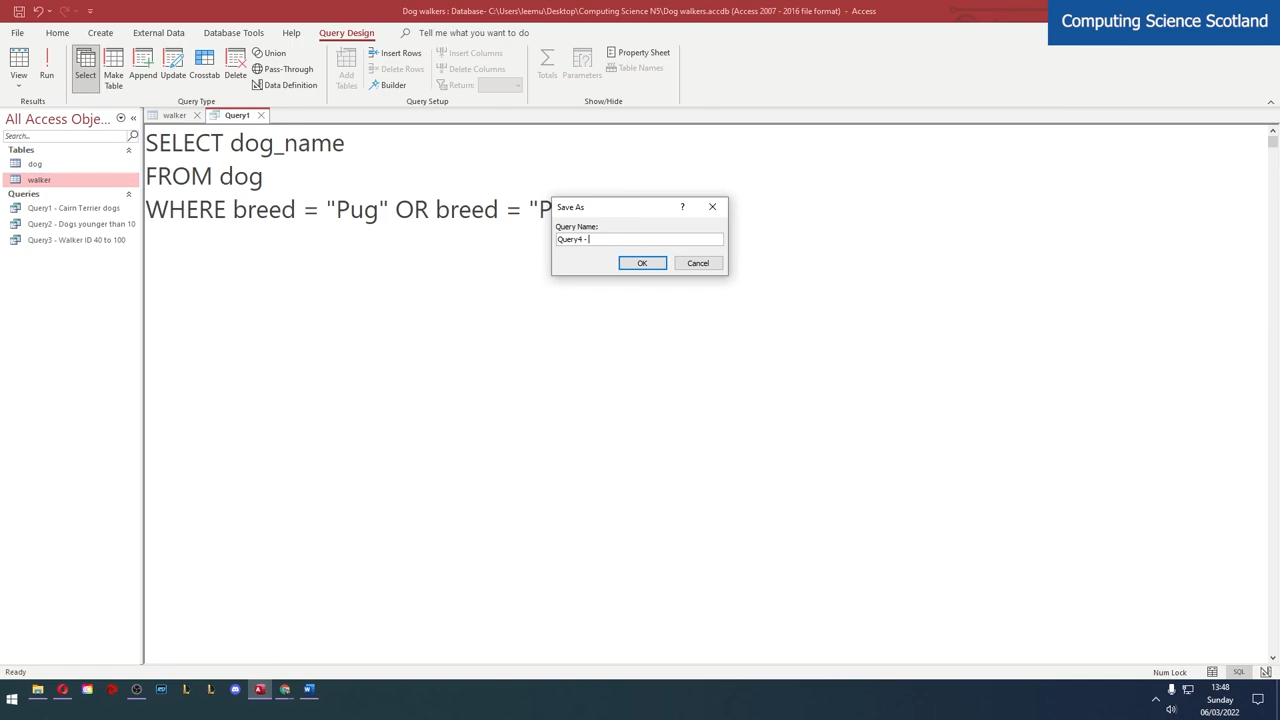 Dog walkers : Database- C:\Users\leemu\Desktop\Computing Science N5\Dog walkers.accdb (Access 2007 - 2016 file format) - Access
Computing Science Scotland
File Home Create External Data Database Tools Help Query Design Tell me what you want to do
View
Run
Results
Select
Make Table
Append
Update
Crosstab
Delete
Union
Pass-Through
Data Definition
Query Type
Add Tables
Insert Rows
Delete Rows
Builder
Insert Columns
Delete Columns
Return:
Query Setup
Totals
Parameters
Property Sheet
Table Names
Show/Hide
All Access Obje...
Search...
Tables
dog
walker
Queries
Query1 - Cairn Terrier dogs
Query2 - Dogs younger than 10
Query3 - Walker ID 40 to 100
walker
Query1
SELECT dog_name
FROM dog
WHERE breed = "Pug" OR breed = "P
Save As
?
Query Name:
Query4 -
OK
Cancel
Ready
Num Lock
SQL
13:48
Sunday
06/03/2022